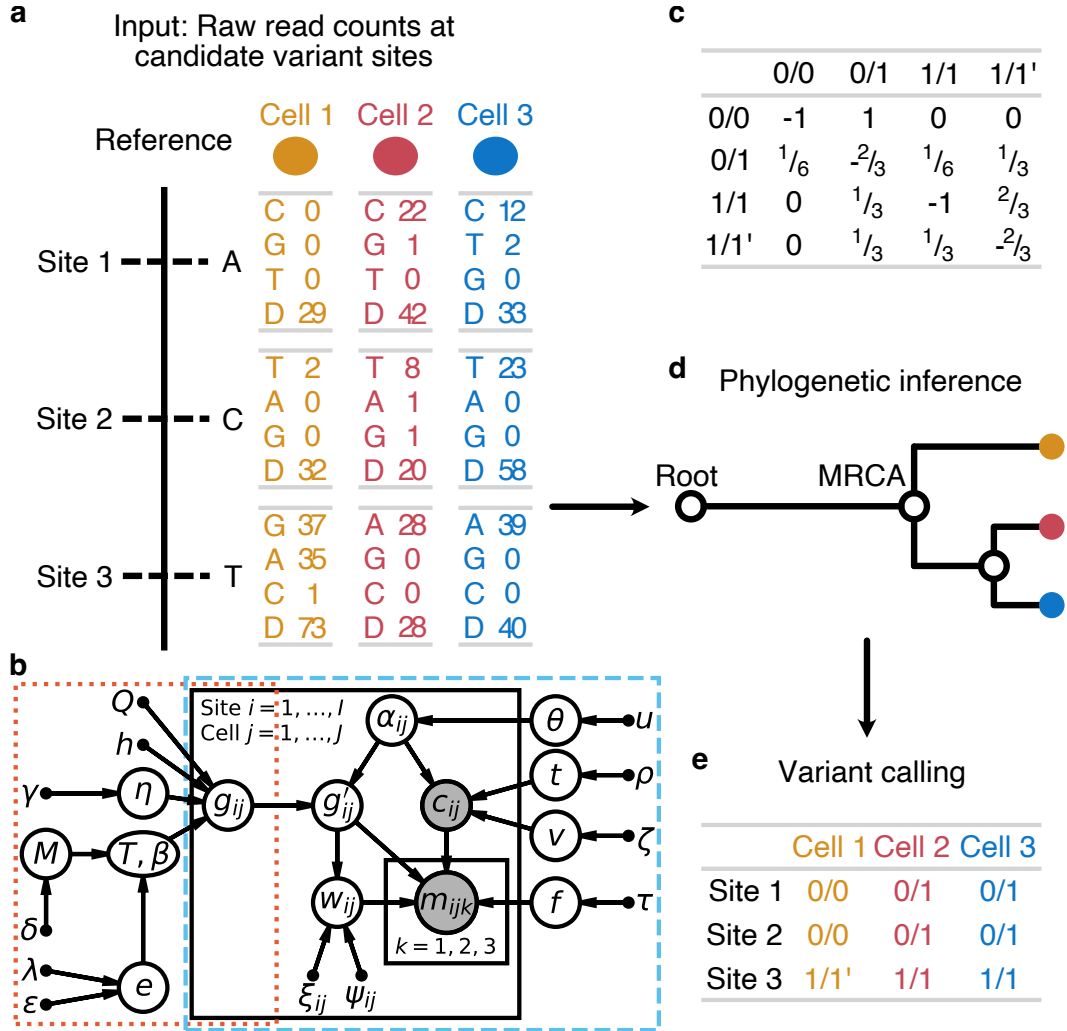 a
Input: Raw read counts at
candidate variant sites
Cell 1 Cell 2 Cell 3
Reference
Site 1 A
C 0 C 22 C 12
G 0 G 1 T 2
T 0 T 0 G 0
D 29 D 42 D 33
Site 2 C
T 2 T 8 T 23
A 0 A 1 A 0
G 0 G 1 G 0
D 32 D 20 D 58
Site 3 T
G 37 A 28 A 39
A 35 G 0 G 0
C 1 C 0 C 0
D 73 D 28 D 40
b
Site i = 1, ..., I
Cell j = 1, ..., J
Q
h
γ η
M T, β
δ
λ
ε e
g_ij g'_ij
α_ij
c_ij
w_ij m_ijk
k = 1, 2, 3
ξ_ij ψ_ij
θ u
t ρ
v ζ
f τ
c
0/0 0/1 1/1 1/1'
0/0 -1 1 0 0
0/1 1/6 -2/3 1/6 1/3
1/1 0 1/3 -1 2/3
1/1' 0 1/3 1/3 -2/3
d
Phylogenetic inference
Root MRCA
e
Variant calling
Cell 1 Cell 2 Cell 3
Site 1 0/0 0/1 0/1
Site 2 0/0 0/1 0/1
Site 3 1/1' 1/1 1/1